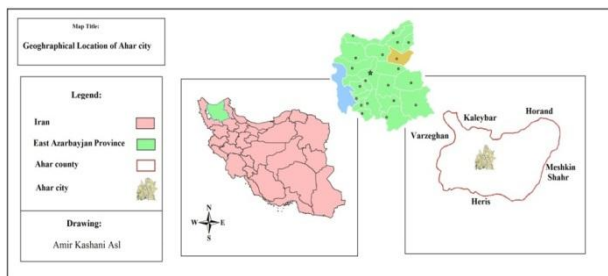 Map Title:
Geoghraphical Location of Ahar city
Legend:
Iran
East Azarbayjan Province
Ahar county
Ahar city
Drawing:
Amir Kashani Asl
N
W E
S
Kaleybar
Horand
Varzeghan
Meshkin
Shahr
Heris